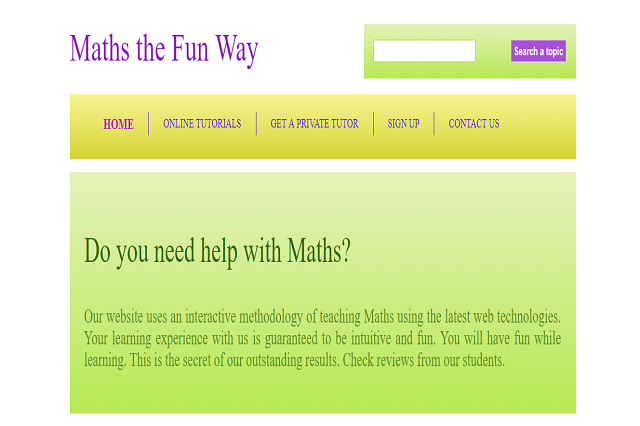 Maths the Fun Way
Search a topic
HOME
ONLINE TUTORIALS
GET A PRIVATE TUTOR
SIGN UP
CONTACT US
Do you need help with Maths?
Our website uses an interactive methodology of teaching Maths using the latest web technologies.
Your learning experience with us is guaranteed to be intuitive and fun. You will have fun while
learning. This is the secret of our outstanding results. Check reviews from our students.